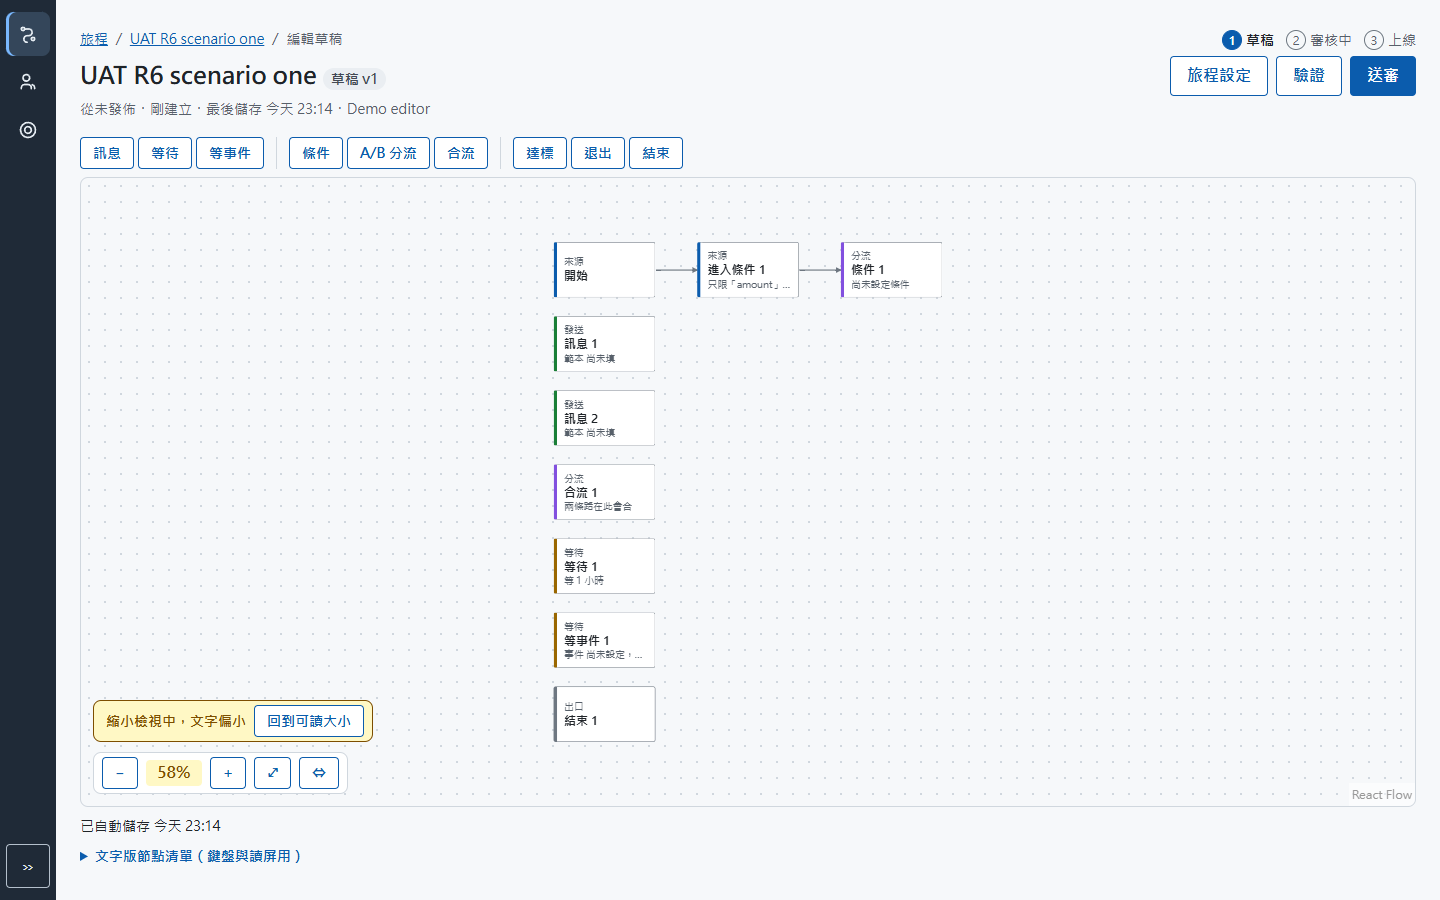 旅程 / UAT R6 scenario one / 編輯草稿
1 草稿 2 審核中 3 上線
UAT R6 scenario one 草稿 v1
旅程設定 驗證 送審
從未發佈 · 剛建立 · 最後儲存 今天 23:14 · Demo editor
訊息 等待 等事件 條件 A/B 分流 合流 達標 退出 結束
來源
開始
來源
進入條件 1
只限「amount」...
分流
條件 1
尚未設定條件
發送
訊息 1
範本 尚未填
發送
訊息 2
範本 尚未填
分流
合流 1
兩條路在此會合
等待
等待 1
等 1 小時
等待
等事件 1
事件 尚未設定，...
出口
結束 1
縮小檢視中，文字偏小 回到可讀大小
− 58% +
React Flow
已自動儲存 今天 23:14
文字版節點清單（鍵盤與讀屏用）
»